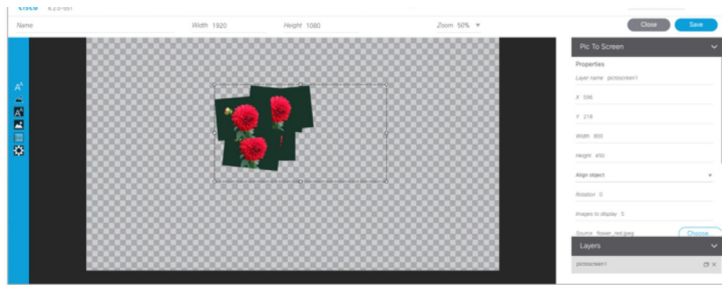 Name
Width 1920
Height 1080
Zoom 50%
Close
Save
Pic To Screen
Properties
Layer name pictoscreen1
X 596
Y 218
Width 800
Height 450
Align object
Rotation 0
Images to display 5
Source flower_red.jpeg
Choose
Layers
pictoscreen1